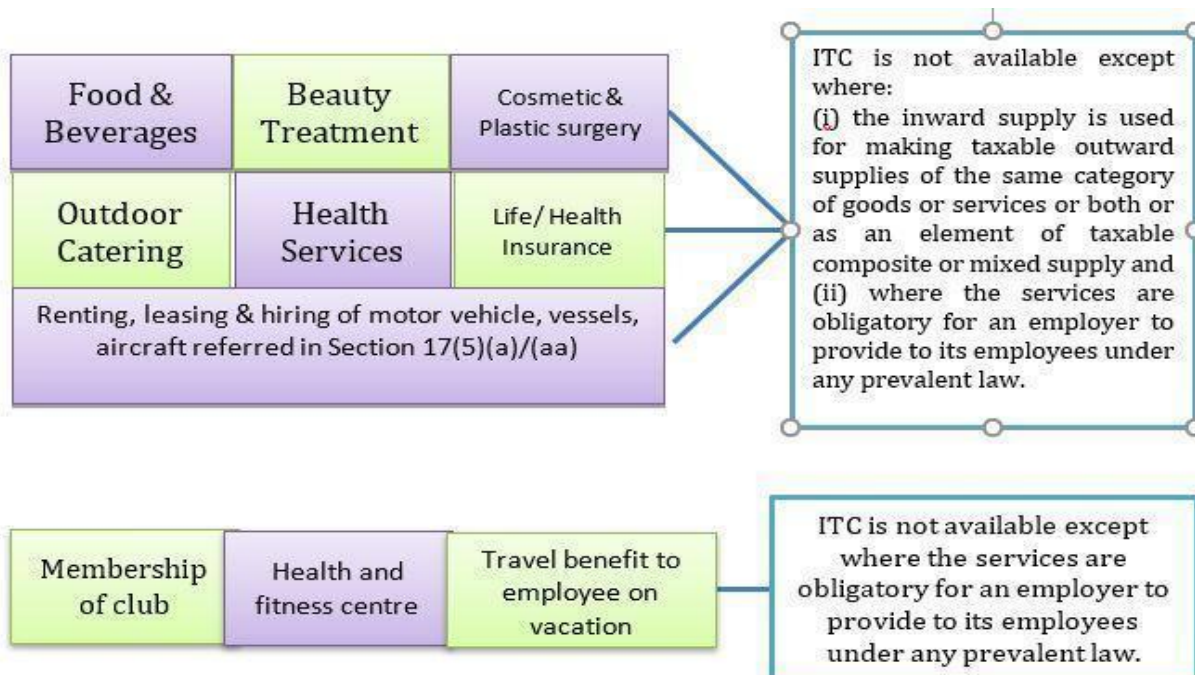 Food &
Beverages
Beauty
Treatment
Cosmetic &
Plastic surgery
Outdoor
Catering
Health
Services
Life/ Health
Insurance
Renting, leasing & hiring of motor vehicle, vessels,
aircraft referred in Section 17(5)(a)/(aa)
ITC is not available except
where:
(i) the inward supply is used
for making taxable outward
supplies of the same category
of goods or services or both or
as an element of taxable
composite or mixed supply and
(ii) where the services are
obligatory for an employer to
provide to its employees under
any prevalent law.
Membership
of club
Health and
fitness centre
Travel benefit to
employee on
vacation
ITC is not available except
where the services are
obligatory for an employer to
provide to its employees
under any prevalent law.